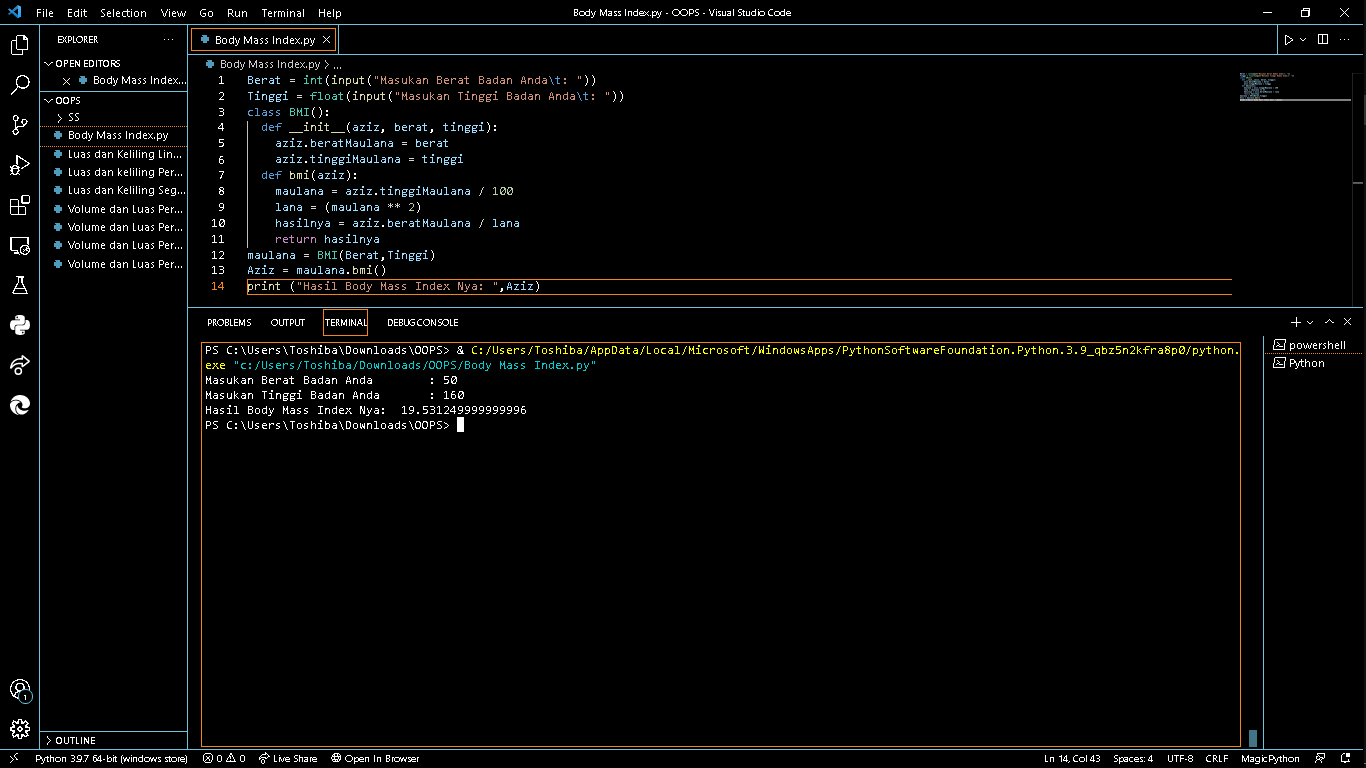 File Edit Selection View Go Run Terminal Help
Body Mass Index.py - OOPS - Visual Studio Code
EXPLORER
OPEN EDITORS
Body Mass Index...
OOPS
SS
Body Mass Index.py
Luas dan Keliling Lin...
Luas dan keliling Per...
Luas dan Keliling Seg...
Volume dan Luas Per...
Volume dan Luas Per...
Volume dan Luas Per...
Volume dan Luas Per...
OUTLINE
Body Mass Index.py
Body Mass Index.py > ...
1 Berat = int(input("Masukan Berat Badan Anda\t: "))
2 Tinggi = float(input("Masukan Tinggi Badan Anda\t: "))
3 class BMI():
4 def __init__(aziz, berat, tinggi):
5 aziz.beratMaulana = berat
6 aziz.tinggiMaulana = tinggi
7 def bmi(aziz):
8 maulana = aziz.tinggiMaulana / 100
9 lana = (maulana ** 2)
10 hasilnya = aziz.beratMaulana / lana
11 return hasilnya
12 maulana = BMI(Berat,Tinggi)
13 Aziz = maulana.bmi()
14 print ("Hasil Body Mass Index Nya: ",Aziz)
PROBLEMS OUTPUT TERMINAL DEBUG CONSOLE
PS C:\Users\Toshiba\Downloads\OOPS> & C:/Users/Toshiba/AppData/Local/Microsoft/WindowsApps/PythonSoftwareFoundation.Python.3.9_qbz5n2kfra8p0/python.
exe "c:/Users/Toshiba/Downloads/OOPS/Body Mass Index.py"
Masukan Berat Badan Anda : 50
Masukan Tinggi Badan Anda : 160
Hasil Body Mass Index Nya: 19.531249999999996
PS C:\Users\Toshiba\Downloads\OOPS>
powershell
Python
1
Python 3.9.7 64-bit (windows store) 0 0 Live Share Open In Browser
Ln 14, Col 43 Spaces: 4 UTF-8 CRLF MagicPython